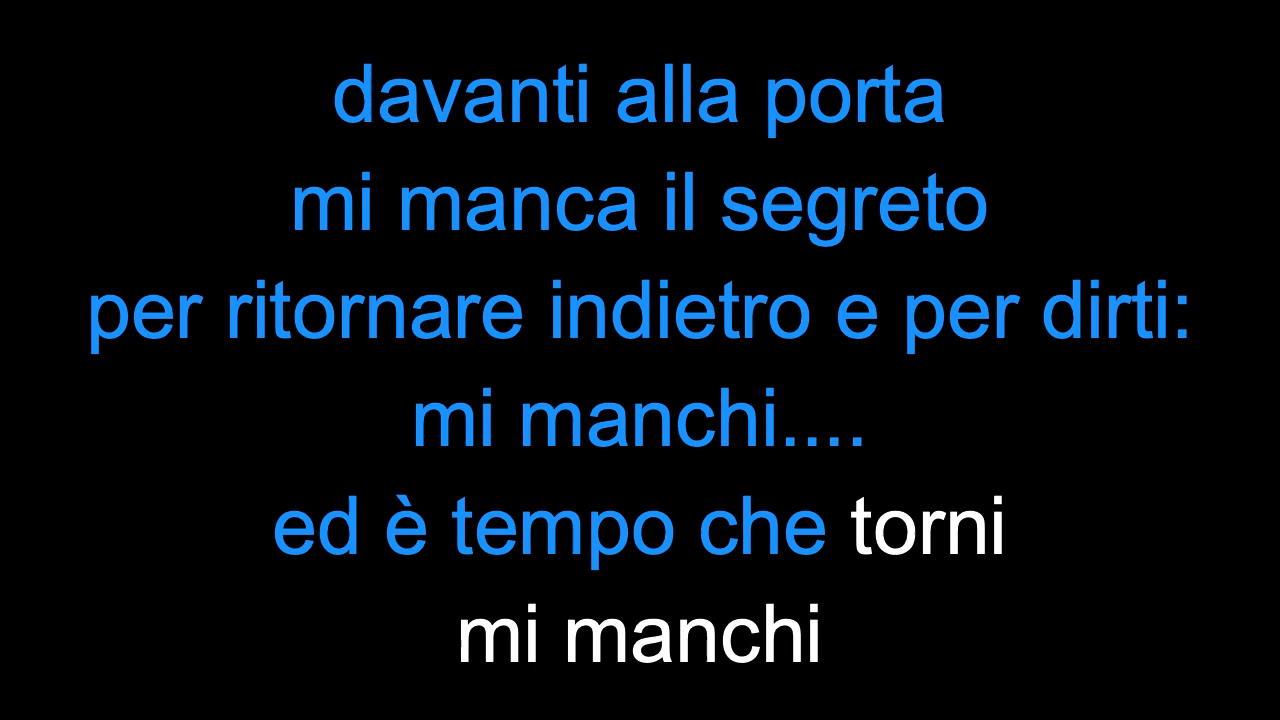 davanti alla porta
mi manca il segreto
per ritornare indietro e per dirti:
mi manchi....
ed è tempo che torni
mi manchi